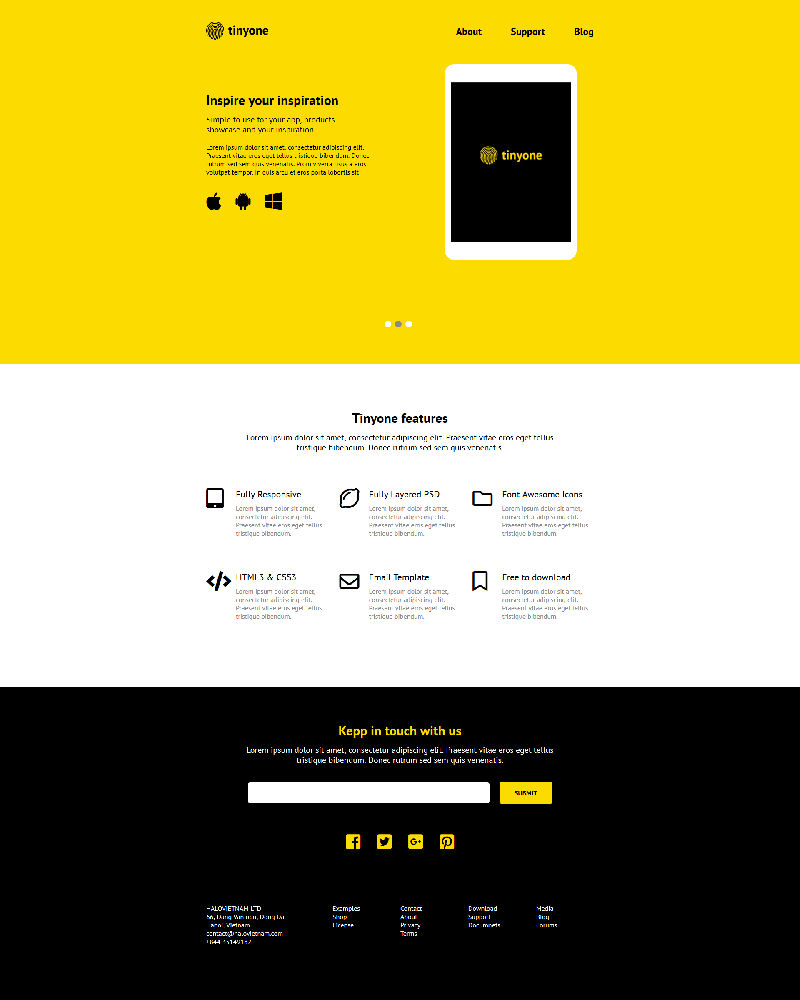 tinyone
About Support Blog
Inspire your inspiration
Simple to use for your app, products
showcase and your inspiration
Lorem ipsum dolor sit amet, consectetur adipiscing elit.
Praesent vitae eros eget tellus tristique bibendum. Donec
rutrum sed sem quis venenatis. Proin viverra risus a eros
volutpat tempor. In quis arcu et eros porta lobortis sit
tinyone
Tinyone features
Lorem ipsum dolor sit amet, consectetur adipiscing elit. Praesent vitae eros eget tellus
tristique bibendum. Donec rutrum sed sem quis venenatis.
Fully Responsive
Lorem ipsum dolor sit amet,
consectetur adipiscing elit.
Praesent vitae eros eget tellus
tristique bibendum.
Fully Layered PSD
Lorem ipsum dolor sit amet,
consectetur adipiscing elit.
Praesent vitae eros eget tellus
tristique bibendum.
Font Awesome Icons
Lorem ipsum dolor sit amet,
consectetur adipiscing elit.
Praesent vitae eros eget tellus
tristique bibendum.
HTML3 & CSS3
Lorem ipsum dolor sit amet,
consectetur adipiscing elit.
Praesent vitae eros eget tellus
tristique bibendum.
Email Template
Lorem ipsum dolor sit amet,
consectetur adipiscing elit.
Praesent vitae eros eget tellus
tristique bibendum.
Free to download
Lorem ipsum dolor sit amet,
consectetur adipiscing elit.
Praesent vitae eros eget tellus
tristique bibendum.
Kepp in touch with us
Lorem ipsum dolor sit amet, consectetur adipiscing elit. Praesent vitae eros eget tellus
tristique bibendum. Donec rutrum sed sem quis venenatis.
SUBMIT
HALOVIETNAM LTD
66, Dang Van, Dong Da
Hanoi, Vietnam
contact@halovietnam.com
Examples
Shop
License
Contact
About
Privacy
Terms
Download
Support
Documents
Media
Blog
Forums